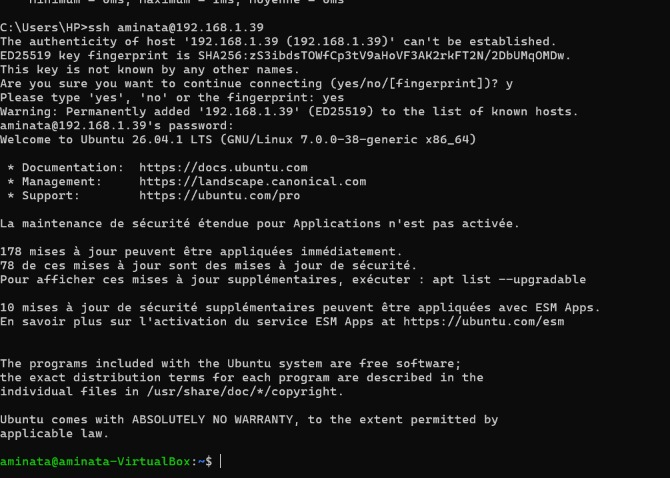 Minimum = 0ms, Maximum = 1ms, Moyenne = 0ms
C:\Users\HP>ssh aminata@192.168.1.39
The authenticity of host '192.168.1.39 (192.168.1.39)' can't be established.
ED25519 key fingerprint is SHA256:zS3ibdsTOWfCp3tV9aHoVF3AK2rkFT2N/2DbUMqOMDw.
This key is not known by any other names.
Are you sure you want to continue connecting (yes/no/[fingerprint])? y
Please type 'yes', 'no' or the fingerprint: yes
Warning: Permanently added '192.168.1.39' (ED25519) to the list of known hosts.
aminata@192.168.1.39's password:
Welcome to Ubuntu 26.04.1 LTS (GNU/Linux 7.0.0-38-generic x86_64)
* Documentation: https://docs.ubuntu.com
* Management: https://landscape.canonical.com
* Support: https://ubuntu.com/pro
La maintenance de sécurité étendue pour Applications n'est pas activée.
178 mises à jour peuvent être appliquées immédiatement.
78 de ces mises à jour sont des mises à jour de sécurité.
Pour afficher ces mises à jour supplémentaires, exécuter : apt list --upgradable
10 mises à jour de sécurité supplémentaires peuvent être appliquées avec ESM Apps.
En savoir plus sur l'activation du service ESM Apps at https://ubuntu.com/esm
The programs included with the Ubuntu system are free software;
the exact distribution terms for each program are described in the
individual files in /usr/share/doc/*/copyright.
Ubuntu comes with ABSOLUTELY NO WARRANTY, to the extent permitted by
applicable law.
aminata@aminata-VirtualBox:~$